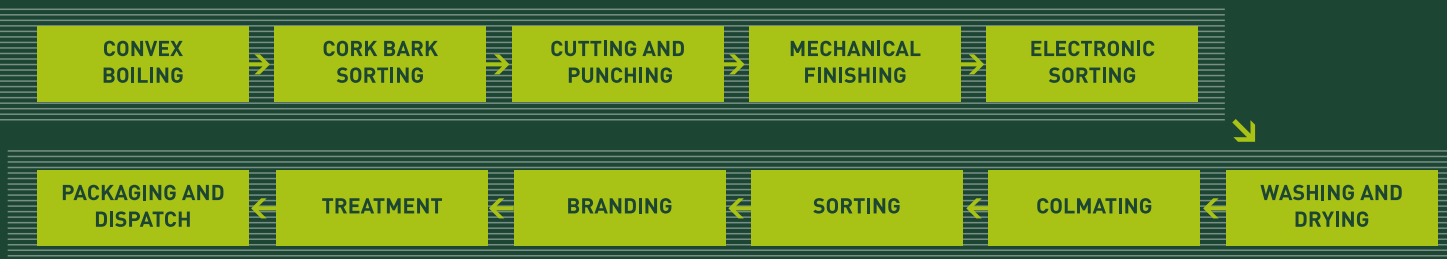 CONVEX
BOILING
CORK BARK
SORTING
CUTTING AND
PUNCHING
MECHANICAL
FINISHING
ELECTRONIC
SORTING
WASHING AND
DRYING
COLMATING
SORTING
BRANDING
TREATMENT
PACKAGING AND
DISPATCH